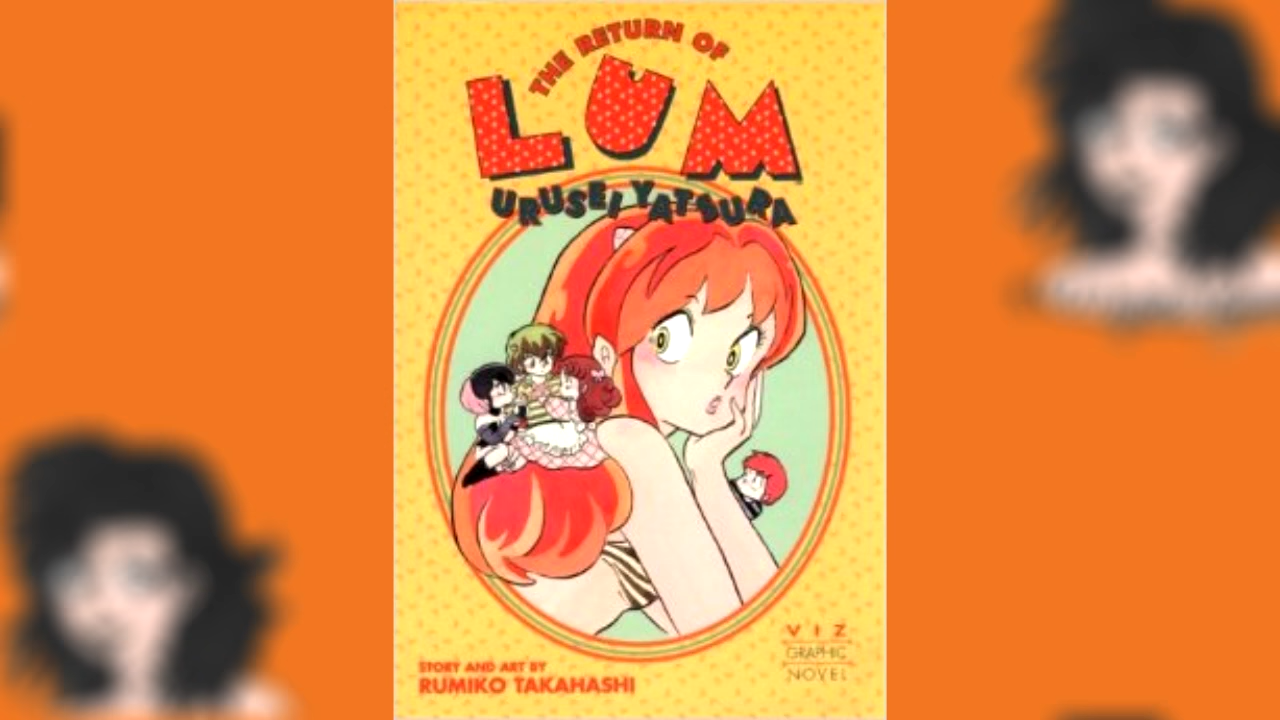 THE RETURN OF
LUM
URUSEI YATSURA
STORY AND ART BY
RUMIKO TAKAHASHI
VIZ
GRAPHIC
NOVEL